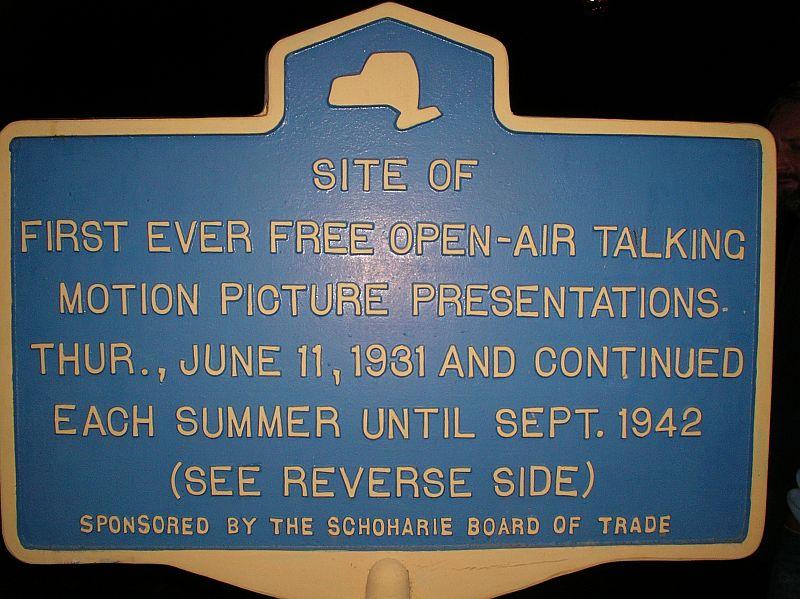 SITE OF
FIRST EVER FREE OPEN-AIR TALKING
MOTION PICTURE PRESENTATIONS.
THUR., JUNE 11, 1931 AND CONTINUED
EACH SUMMER UNTIL SEPT. 1942
(SEE REVERSE SIDE)
SPONSORED BY THE SCHOHARIE BOARD OF TRADE